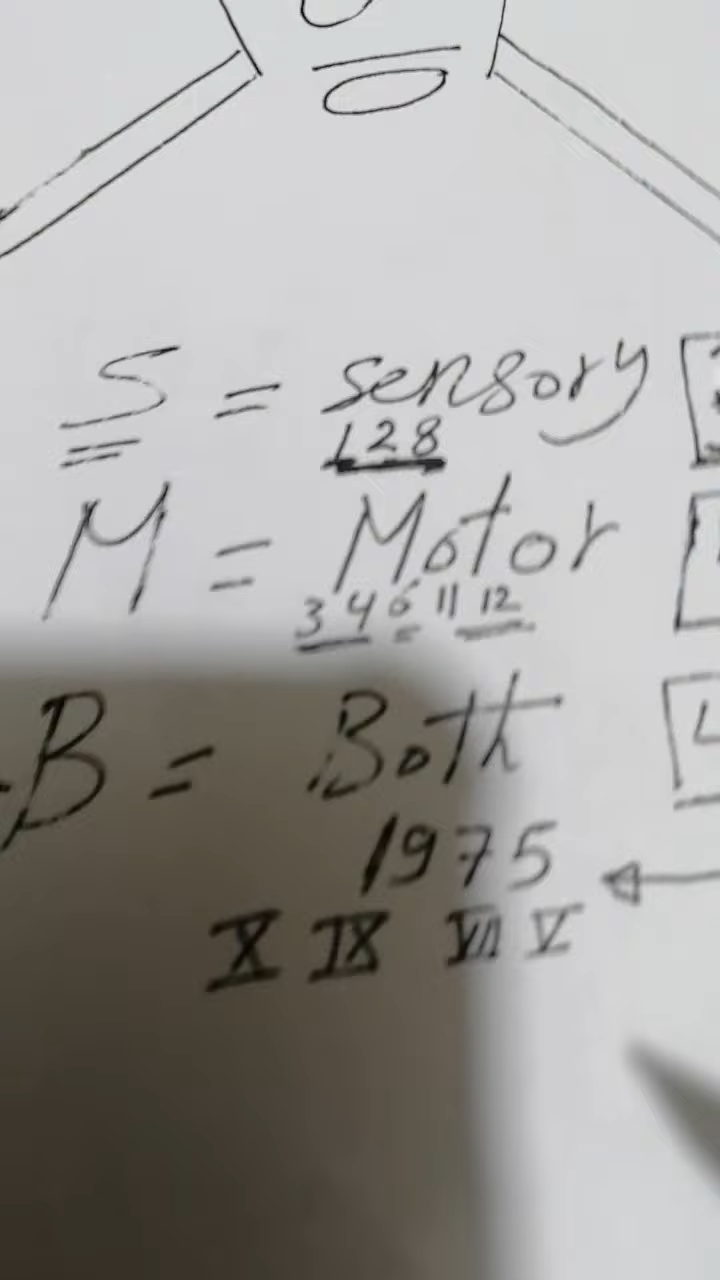 S = Sensory
128
M = Motor
3 4 6 11 12
B = Both
1975
X IX VII V